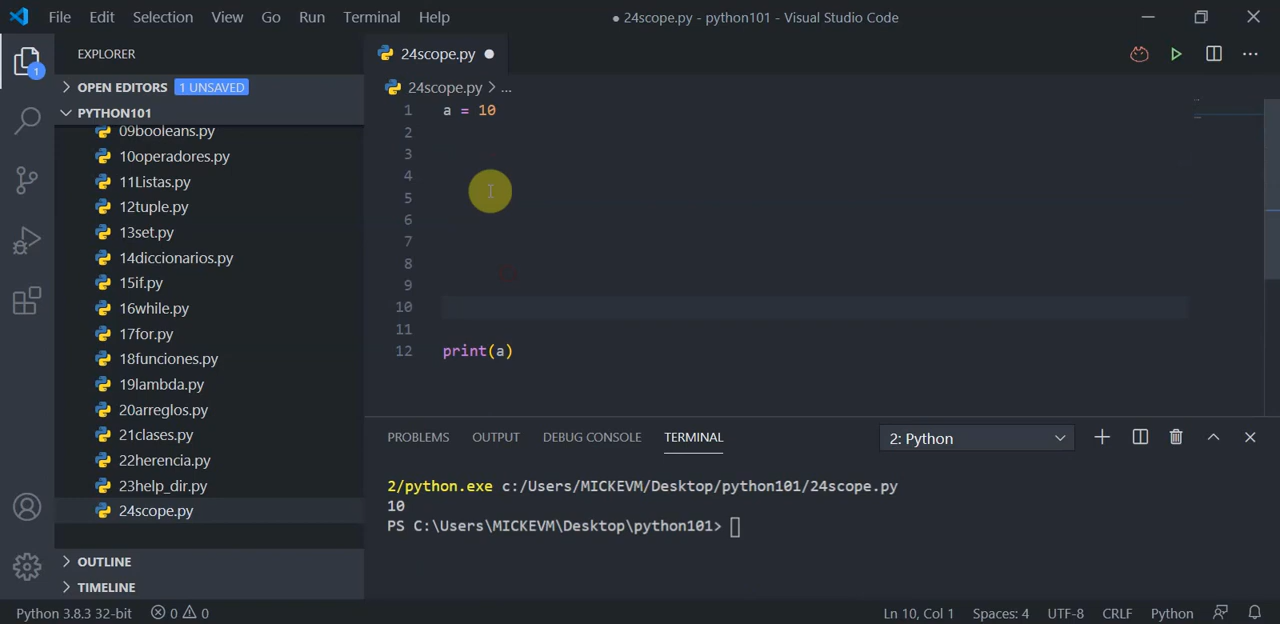 File Edit Selection View Go Run Terminal Help
● 24scope.py - python101 - Visual Studio Code
1
EXPLORER
OPEN EDITORS 1 UNSAVED
PYTHON101
09booleans.py
10operadores.py
11Listas.py
12tuple.py
13set.py
14diccionarios.py
15if.py
16while.py
17for.py
18funciones.py
19lambda.py
20arreglos.py
21clases.py
22herencia.py
23help_dir.py
24scope.py
OUTLINE
TIMELINE
24scope.py ●
24scope.py > ...
1 a = 10
2
3
4
5
6
7
8
9
10
11
12 print(a)
PROBLEMS OUTPUT DEBUG CONSOLE TERMINAL 2: Python
2/python.exe c:/Users/MICKEVM/Desktop/python101/24scope.py
10
PS C:\Users\MICKEVM\Desktop\python101>
Python 3.8.3 32-bit 0 0 Ln 10, Col 1 Spaces: 4 UTF-8 CRLF Python